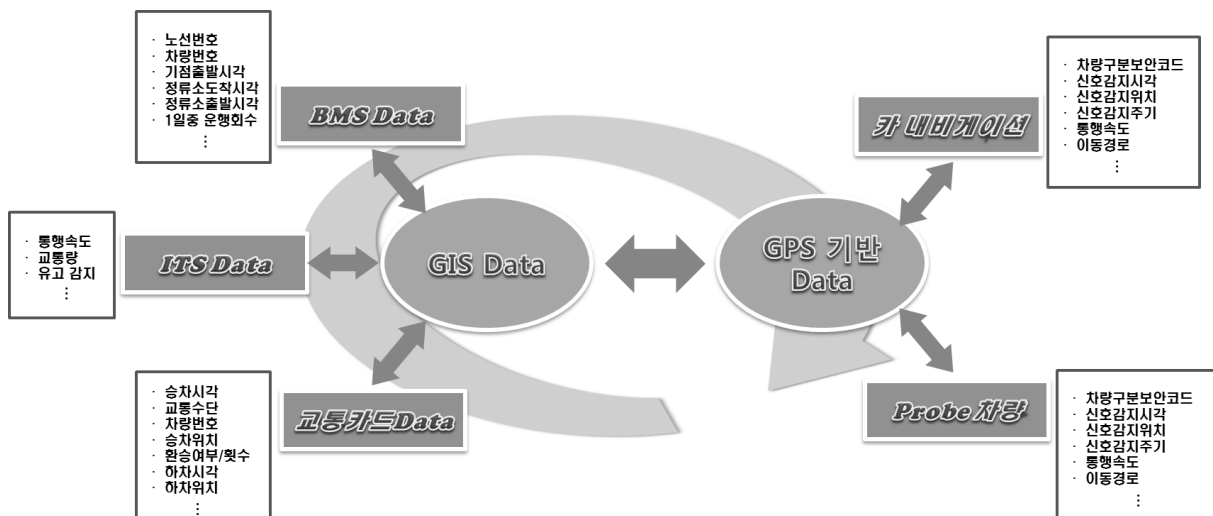 · 노선번호
· 차량번호
· 기점출발시각
· 정류소도착시각
· 정류소출발시각
· 1일중 운행회수
⋮
BMS Data
· 통행속도
· 교통량
· 유고 감지
⋮
ITS Data
· 승차시각
· 교통수단
· 차량번호
· 승차위치
· 환승여부/횟수
· 하차시각
· 하차위치
⋮
교통카드Data
GIS Data
GPS 기반
Data
카 내비게이션
· 차량구분보안코드
· 신호감지시각
· 신호감지위치
· 신호감지주기
· 통행속도
· 이동경로
⋮
Probe 차량
· 차량구분보안코드
· 신호감지시각
· 신호감지위치
· 신호감지주기
· 통행속도
· 이동경로
⋮